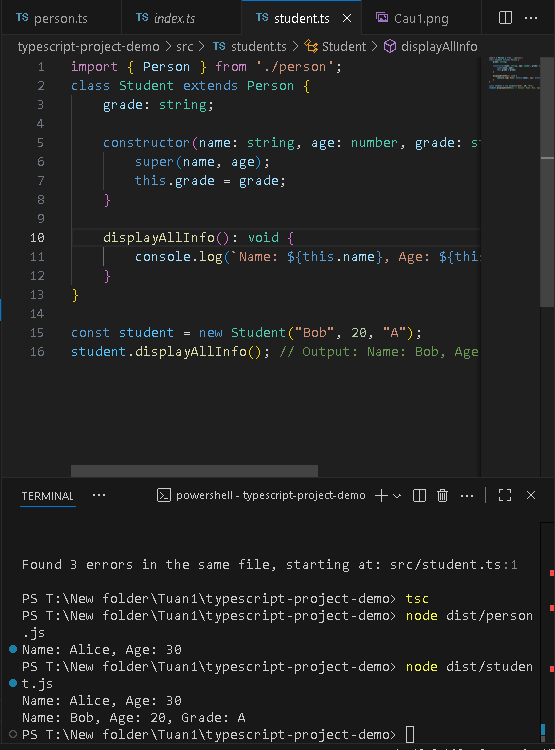 TS person.ts
TS index.ts
TS student.ts
Cau1.png
typescript-project-demo > src > TS student.ts > Student > displayAllInfo
1 import { Person } from './person';
2 class Student extends Person {
3 grade: string;
4
5 constructor(name: string, age: number, grade: st
6 super(name, age);
7 this.grade = grade;
8 }
9
10 displayAllInfo(): void {
11 console.log(`Name: ${this.name}, Age: ${this
12 }
13 }
14
15 const student = new Student("Bob", 20, "A");
16 student.displayAllInfo(); // Output: Name: Bob, Age
TERMINAL
powershell - typescript-project-demo
Found 3 errors in the same file, starting at: src/student.ts:1
PS T:\New folder\Tuan1\typescript-project-demo> tsc
PS T:\New folder\Tuan1\typescript-project-demo> node dist/person
.js
Name: Alice, Age: 30
PS T:\New folder\Tuan1\typescript-project-demo> node dist/studen
t.js
Name: Alice, Age: 30
Name: Bob, Age: 20, Grade: A
PS T:\New folder\Tuan1\typescript-project-demo>